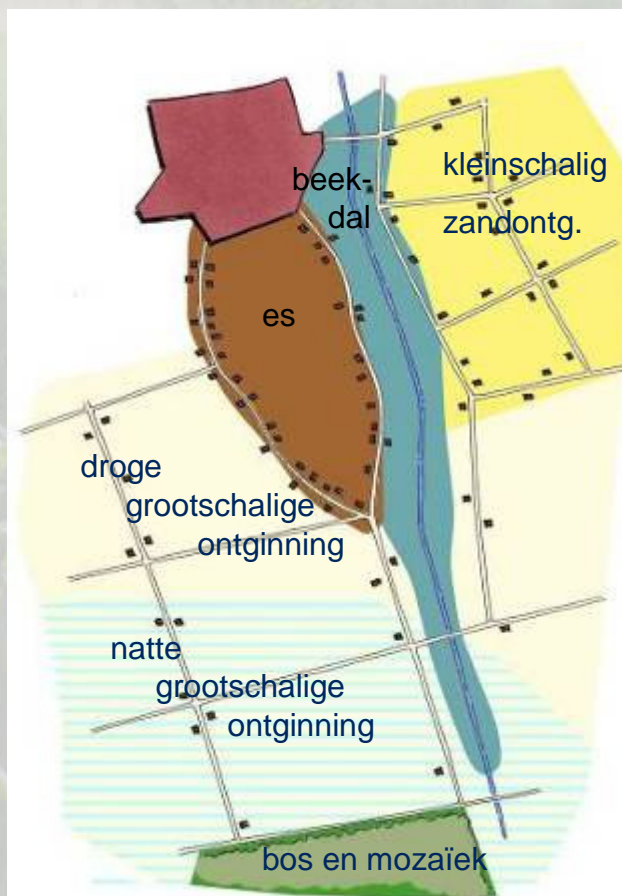 beek-
dal
kleinschalig
zandontg.
es
droge
grootschalige
ontginning
natte
grootschalige
ontginning
bos en mozaïek